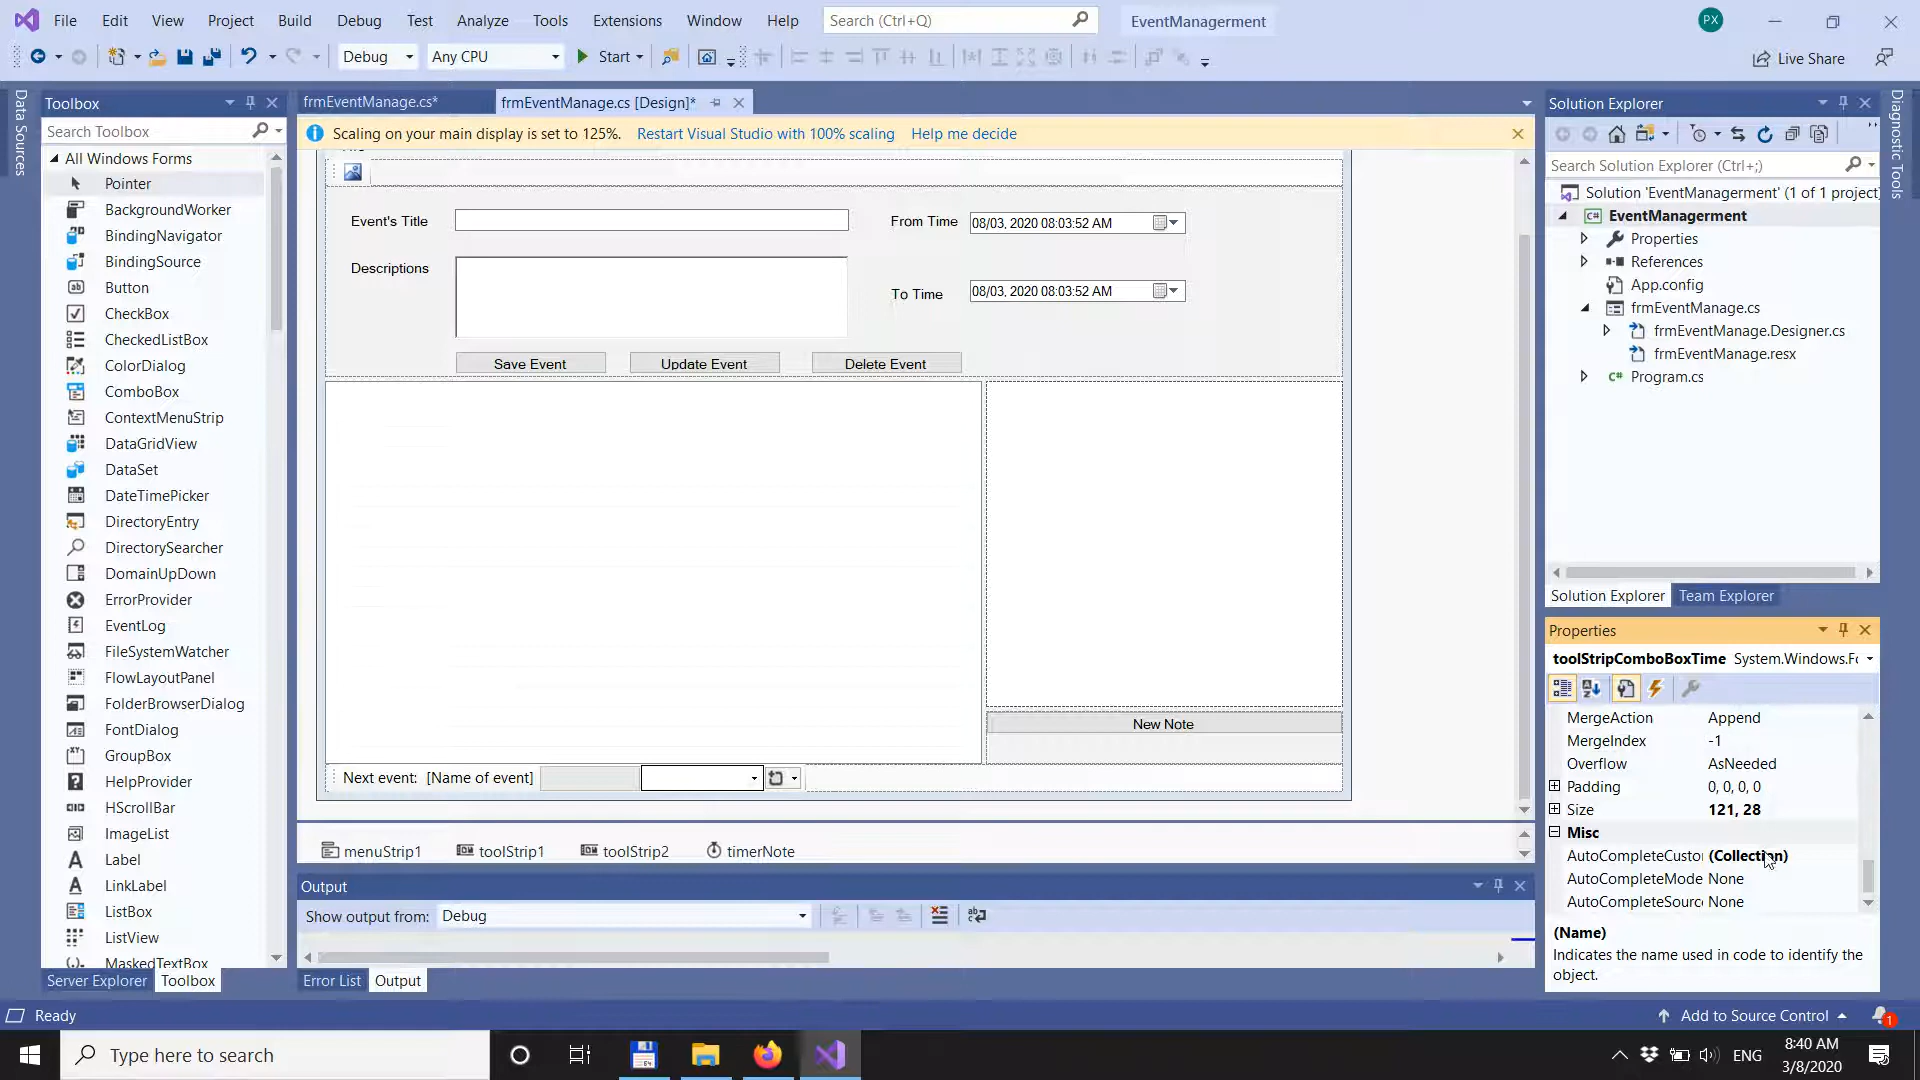 File Edit View Project Build Debug Test Analyze Tools Extensions Window Help Search (Ctrl+Q) EventManagerment PX
Debug Any CPU Start Live Share
Data Sources
Toolbox
Search Toolbox
All Windows Forms
Pointer
BackgroundWorker
BindingNavigator
BindingSource
Button
CheckBox
CheckedListBox
ColorDialog
ComboBox
ContextMenuStrip
DataGridView
DataSet
DateTimePicker
DirectoryEntry
DirectorySearcher
DomainUpDown
ErrorProvider
EventLog
FileSystemWatcher
FlowLayoutPanel
FolderBrowserDialog
FontDialog
GroupBox
HelpProvider
HScrollBar
ImageList
Label
LinkLabel
ListBox
ListView
MaskedTextBox
Server Explorer Toolbox
frmEventManage.cs* frmEventManage.cs [Design]*
Scaling on your main display is set to 125%. Restart Visual Studio with 100% scaling Help me decide
Event's Title From Time 08/03, 2020 08:03:52 AM
Descriptions
To Time 08/03, 2020 08:03:52 AM
Save Event Update Event Delete Event
New Note
Next event: [Name of event]
menuStrip1 toolStrip1 toolStrip2 timerNote
Output
Show output from: Debug
Error List Output
Solution Explorer
Search Solution Explorer (Ctrl+;)
Solution 'EventManagerment' (1 of 1 project)
EventManagerment
Properties
References
App.config
frmEventManage.cs
frmEventManage.Designer.cs
frmEventManage.resx
Program.cs
Solution Explorer Team Explorer
Diagnostic Tools
Properties
toolStripComboBoxTime System.Windows.Fo
MergeAction Append
MergeIndex -1
Overflow AsNeeded
Padding 0, 0, 0, 0
Size 121, 28
Misc
AutoCompleteCustor (Collection)
AutoCompleteMode None
AutoCompleteSource None
(Name)
Indicates the name used in code to identify the
object.
Ready Add to Source Control 1
Type here to search ENG 8:40 AM
3/8/2020